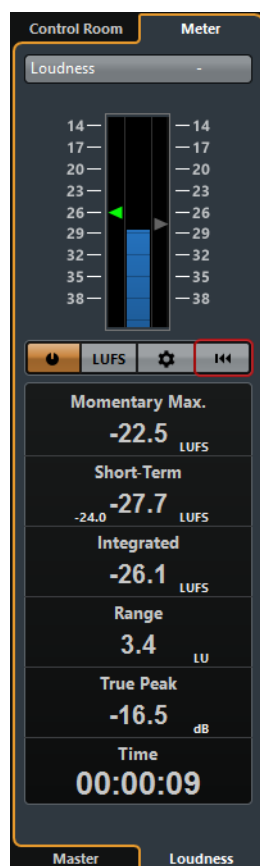 Control Room Meter
Loudness -
14 14
17 17
20 20
23 23
26 26
29 29
32 32
35 35
38 38
LUFS
Momentary Max.
-22.5 LUFS
Short-Term
-24.0 -27.7 LUFS
Integrated
-26.1 LUFS
Range
3.4 LU
True Peak
-16.5 dB
Time
00:00:09
Master Loudness